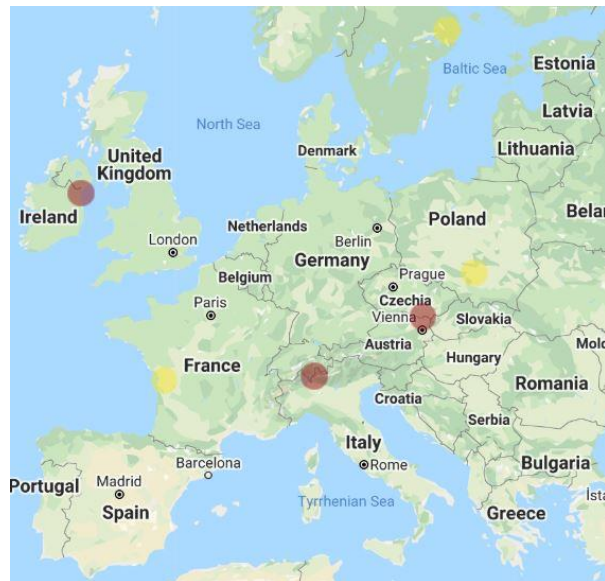 Baltic Sea
Estonia
Latvia
North Sea
Lithuania
United
Kingdom
Denmark
Ireland
Poland
Belar
Netherlands
London
Berlin
Germany
Belgium
Prague
Czechia
Paris
Vienna
Slovakia
Austria
Hungary
Mold
France
Romania
Croatia
Serbia
Italy
Barcelona
Rome
Bulgaria
Portugal
Madrid
Tyrrhenian Sea
Spain
Greece
İsta